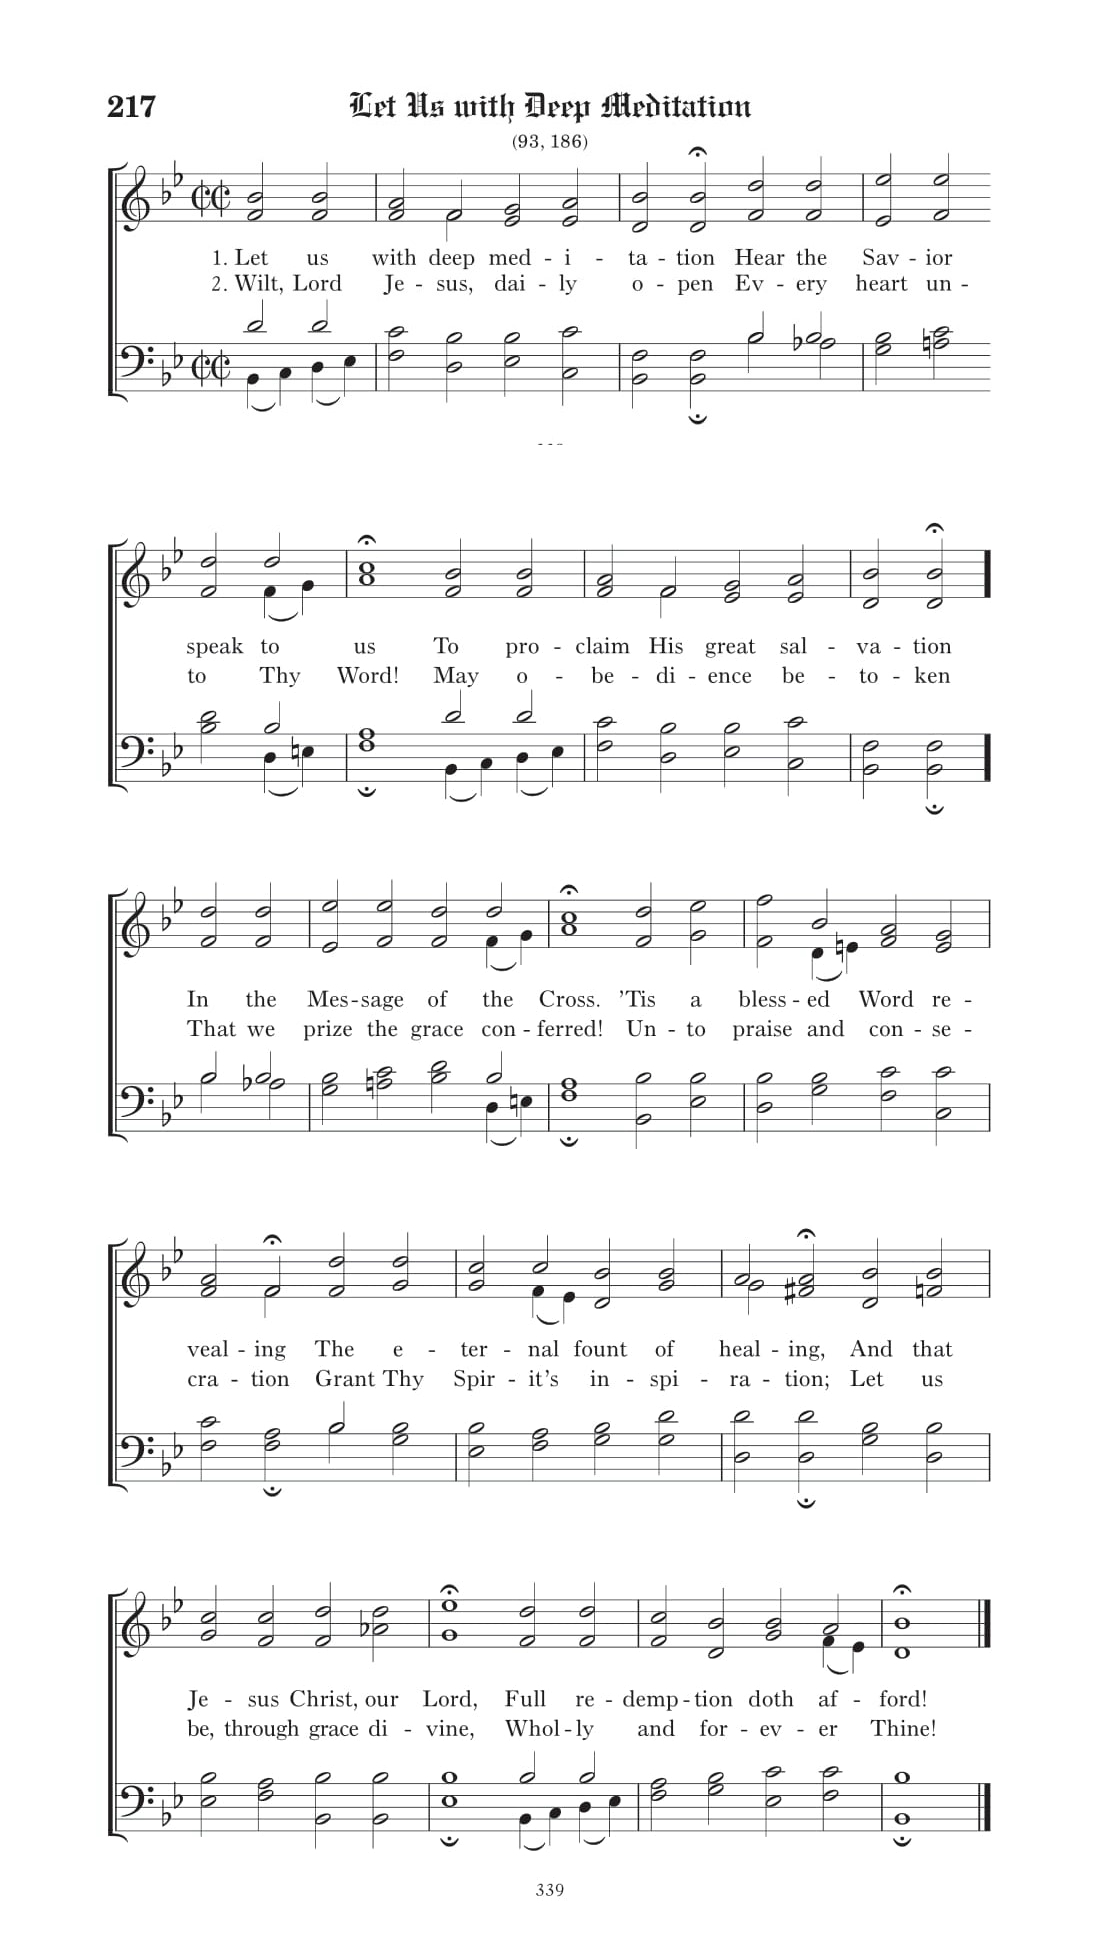 217 Let Us with Deep Meditation
(93, 186)
1. Let us with deep med - i - ta - tion Hear the Sav - ior
2. Wilt, Lord Je - sus, dai - ly o - pen Ev - ery heart un -
speak to us To pro - claim His great sal - va - tion
to Thy Word! May o - be - di - ence be - to - ken
In the Mes - sage of the Cross. ’Tis a bless - ed Word re -
That we prize the grace con - ferred! Un - to praise and con - se -
veal - ing The e - ter - nal fount of heal - ing, And that
cra - tion Grant Thy Spir - it’s in - spi - ra - tion; Let us
Je - sus Christ, our Lord, Full re - demp - tion doth af - ford!
be, through grace di - vine, Whol - ly and for - ev - er Thine!
339